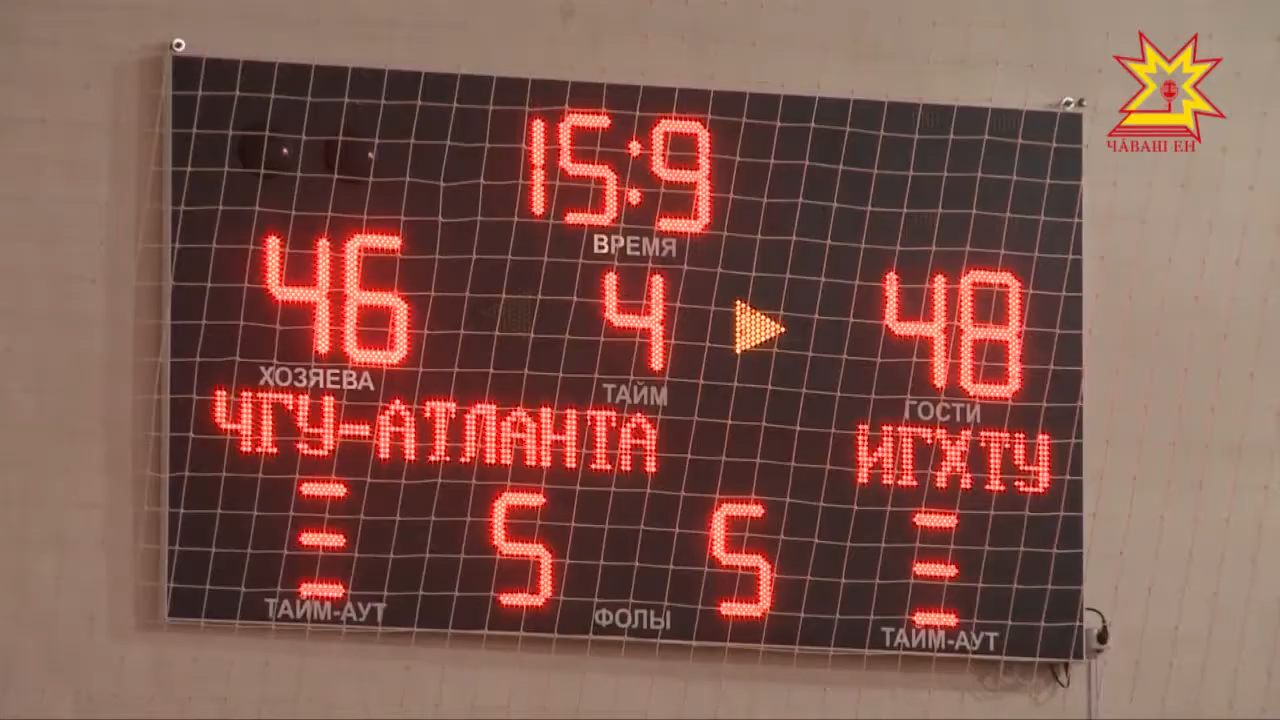 ЧӐВАШ ЕН
15:9
ВРЕМЯ
46 4 48
ХОЗЯЕВА ТАЙМ ГОСТИ
ЧГУ-АТЛАНТА ИГХТУ
5 5
ТАЙМ-АУТ ФОЛЫ ТАЙМ-АУТ